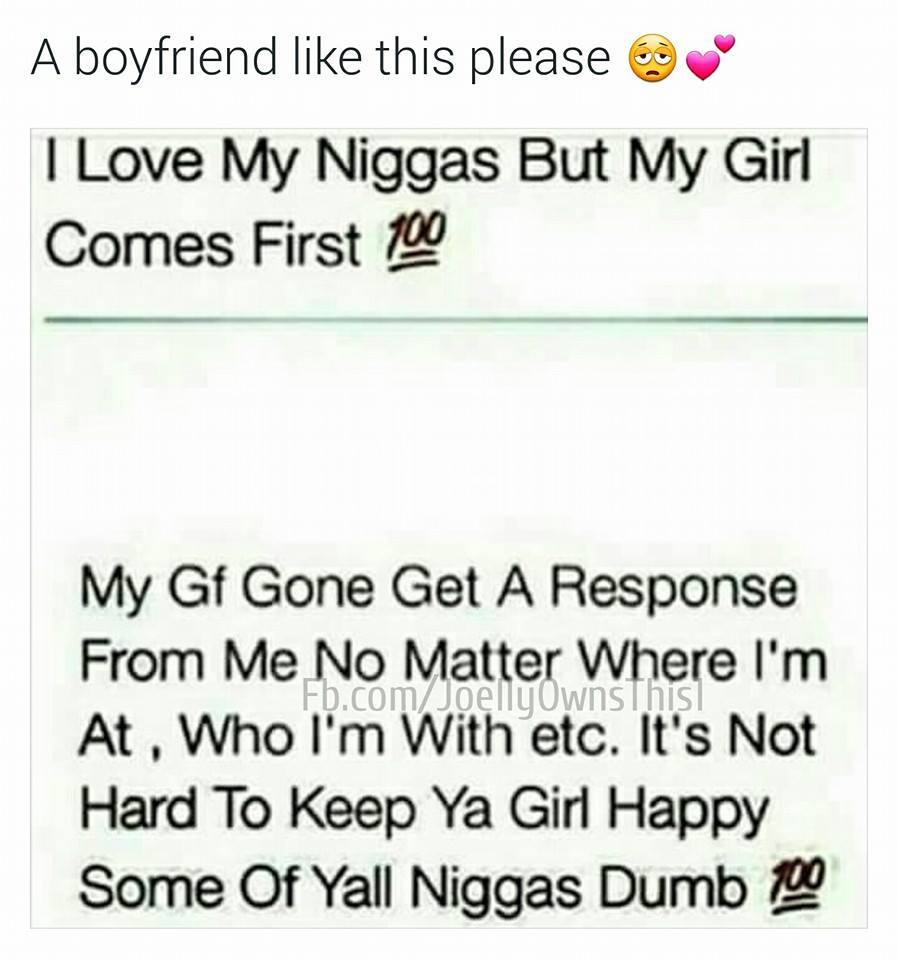 A boyfriend like this please 😩💕
I Love My Niggas But My Girl
Comes First 💯
My Gf Gone Get A Response
From Me No Matter Where I'm
Fb.com/JoellyOwnsThis1
At , Who I'm With etc. It's Not
Hard To Keep Ya Girl Happy
Some Of Yall Niggas Dumb 💯